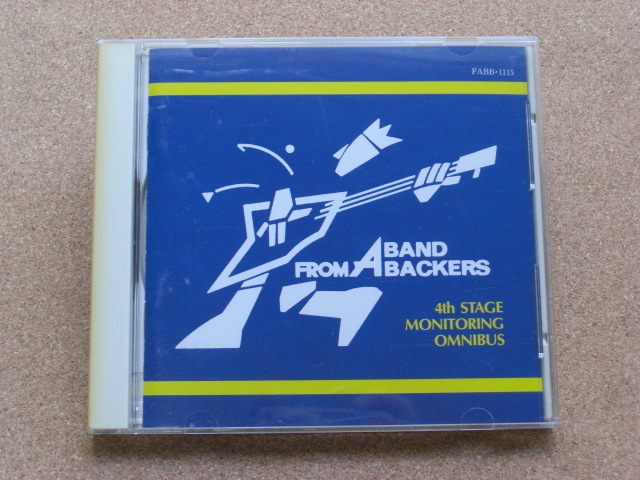 FABB・1115
FROM A BAND BACKERS
4th STAGE
MONITORING
OMNIBUS